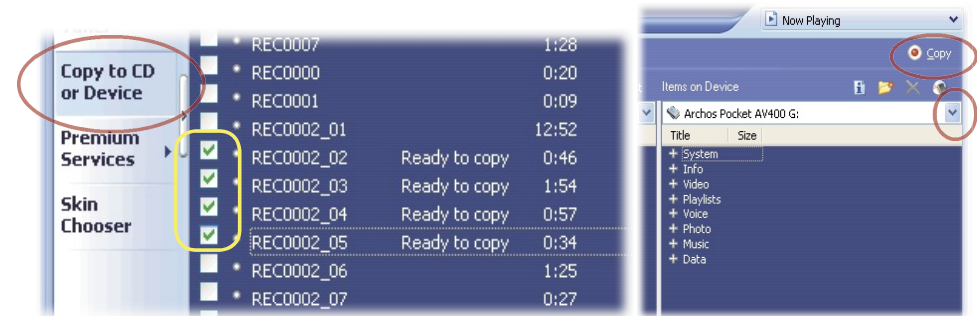 Copy to CD
or Device
Premium
Services
Skin
Chooser
REC0007 1:28
REC0000 0:20
REC0001 0:09
REC0002_01 12:52
REC0002_02 Ready to copy 0:46
REC0002_03 Ready to copy 1:54
REC0002_04 Ready to copy 0:57
REC0002_05 Ready to copy 0:34
REC0002_06 1:25
REC0002_07 0:27
Now Playing
Copy
Items on Device
Archos Pocket AV400 G:
Title Size
+ System
+ Info
+ Video
+ Playlists
+ Voice
+ Photo
+ Music
+ Data